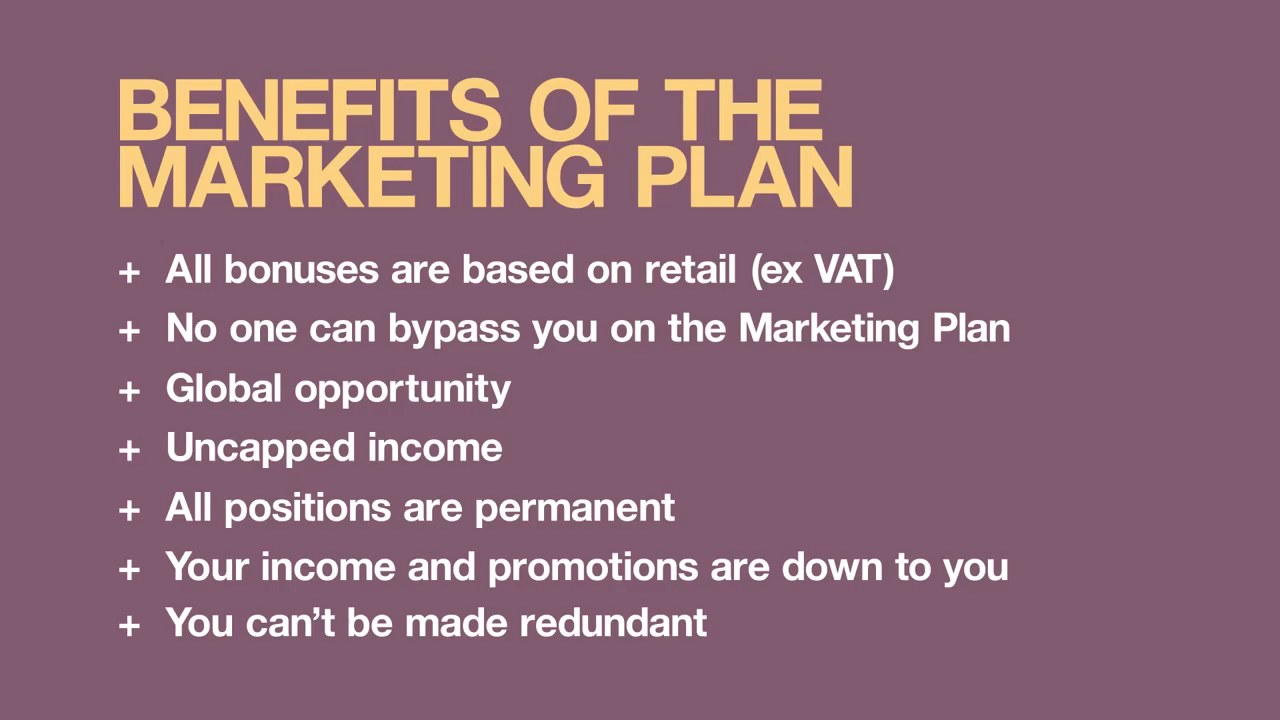 BENEFITS OF THE
MARKETING PLAN
+ All bonuses are based on retail (ex VAT)
+ No one can bypass you on the Marketing Plan
+ Global opportunity
+ Uncapped income
+ All positions are permanent
+ Your income and promotions are down to you
+ You can’t be made redundant